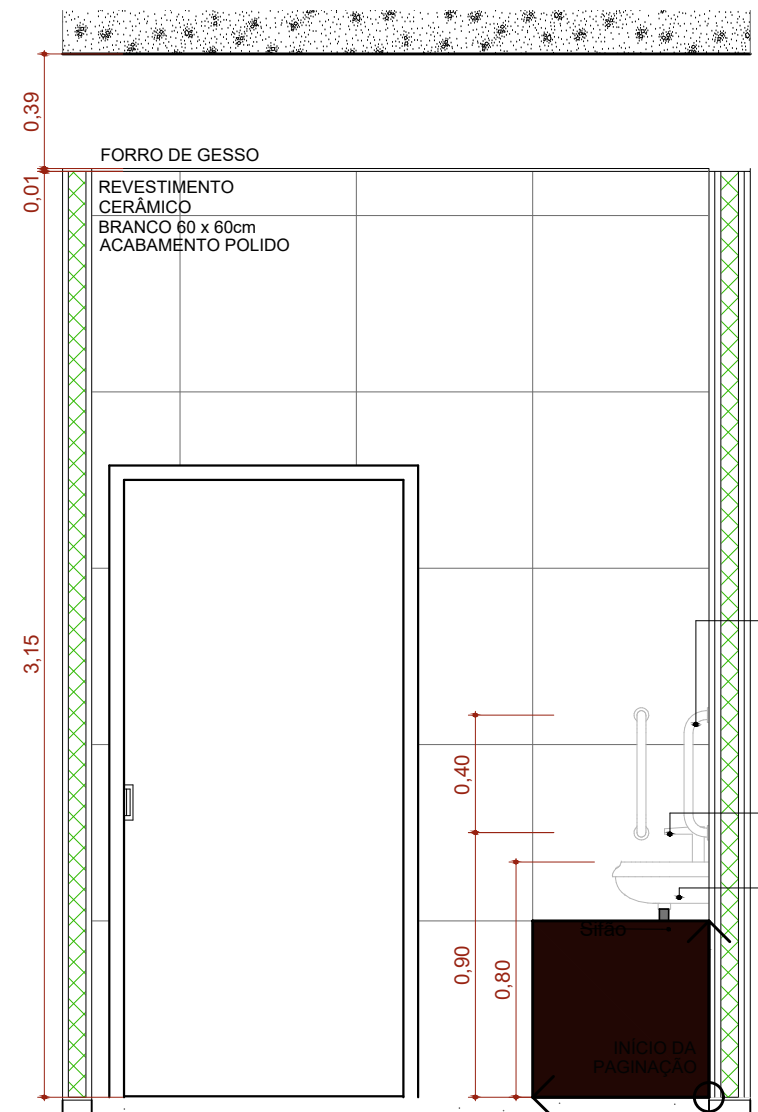 0,39
FORRO DE GESSO
0,01
REVESTIMENTO
CERÂMICO
BRANCO 60 x 60cm
ACABAMENTO POLIDO
3,15
0,40
0,90
0,80
Sifão
INÍCIO DA
PAGINAÇÃO